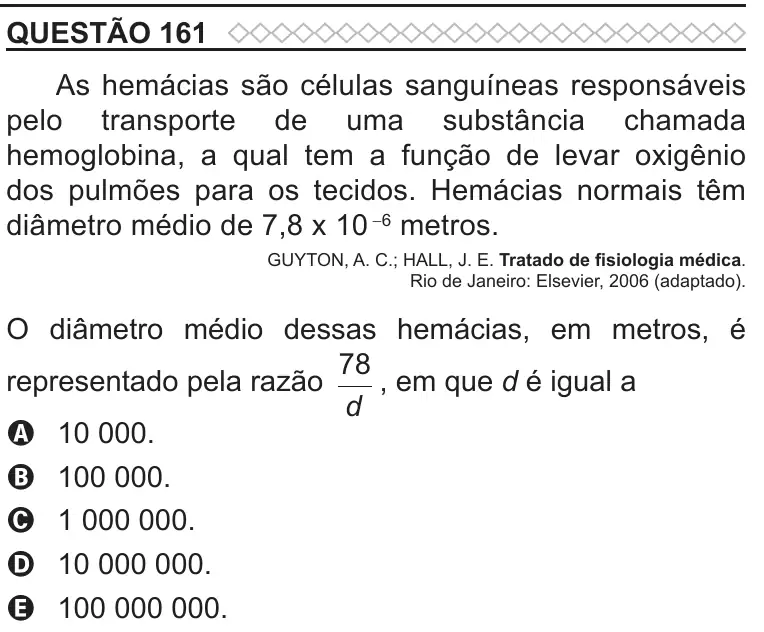 QUESTÃO 161
As hemácias são células sanguíneas responsáveis
pelo transporte de uma substância chamada
hemoglobina, a qual tem a função de levar oxigênio
dos pulmões para os tecidos. Hemácias normais têm
diâmetro médio de 7,8 x 10⁻⁶ metros.
GUYTON, A. C.; HALL, J. E. Tratado de fisiologia médica.
Rio de Janeiro: Elsevier, 2006 (adaptado).
O diâmetro médio dessas hemácias, em metros, é
representado pela razão 78/d , em que d é igual a
A 10 000.
B 100 000.
C 1 000 000.
D 10 000 000.
E 100 000 000.